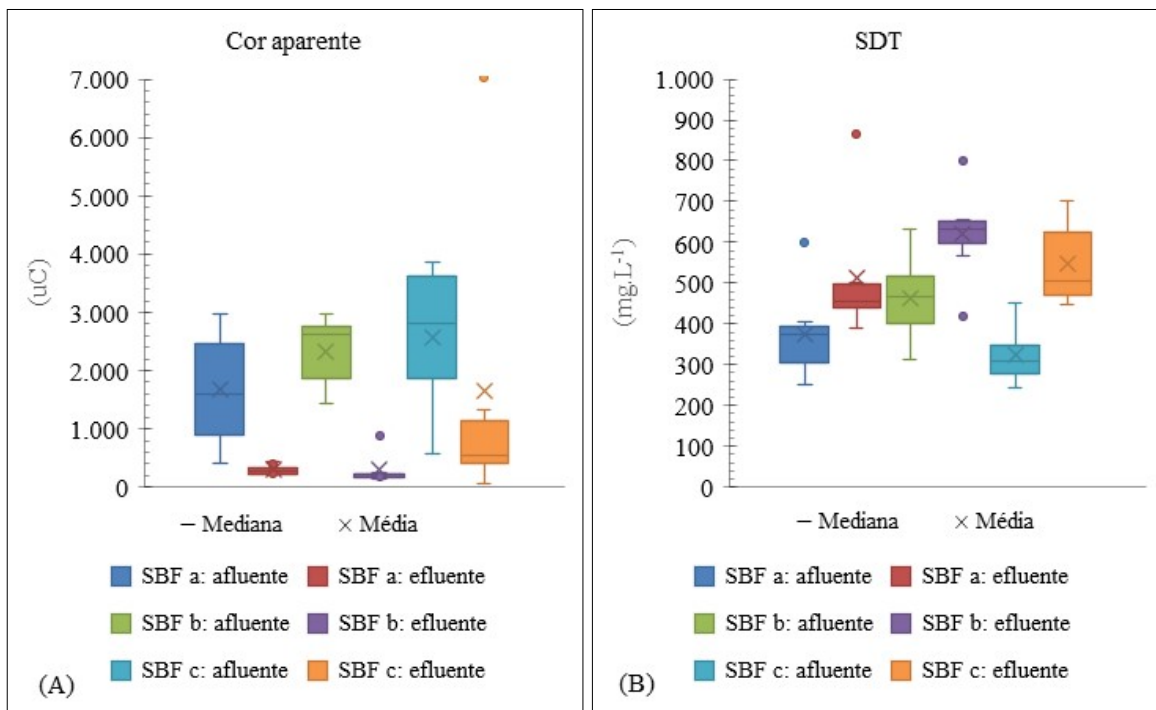 Cor aparente
7.000
6.000
5.000
4.000
3.000
2.000
1.000
0
(uC)
– Mediana × Média
SBF a: afluente SBF a: efluente
SBF b: afluente SBF b: efluente
SBF c: afluente SBF c: efluente
(A)
SDT
1.000
900
800
700
600
500
400
300
200
100
0
(mg.L⁻¹)
– Mediana × Média
SBF a: afluente SBF a: efluente
SBF b: afluente SBF b: efluente
SBF c: afluente SBF c: efluente
(B)